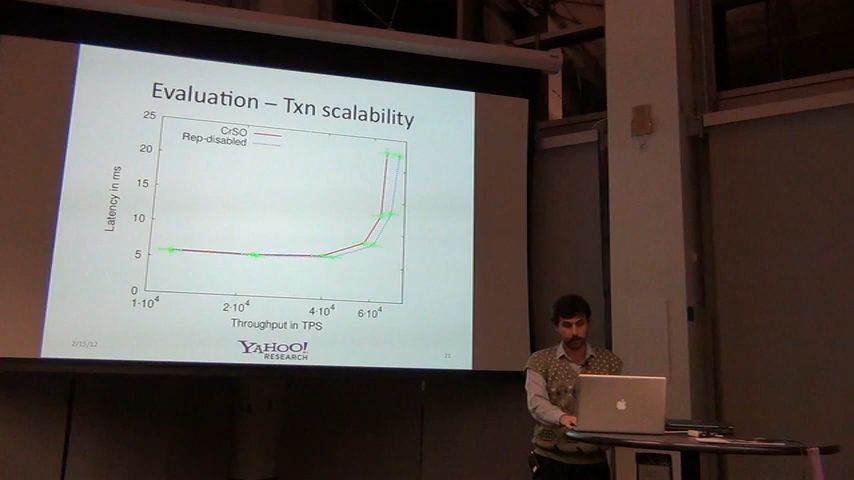 Evaluation – Txn scalability
CrSO
Rep-disabled
25
20
15
10
5
0
Latency in ms
1·10⁴
2·10⁴
4·10⁴
6·10⁴
Throughput in TPS
2/15/12
YAHOO!
RESEARCH
21